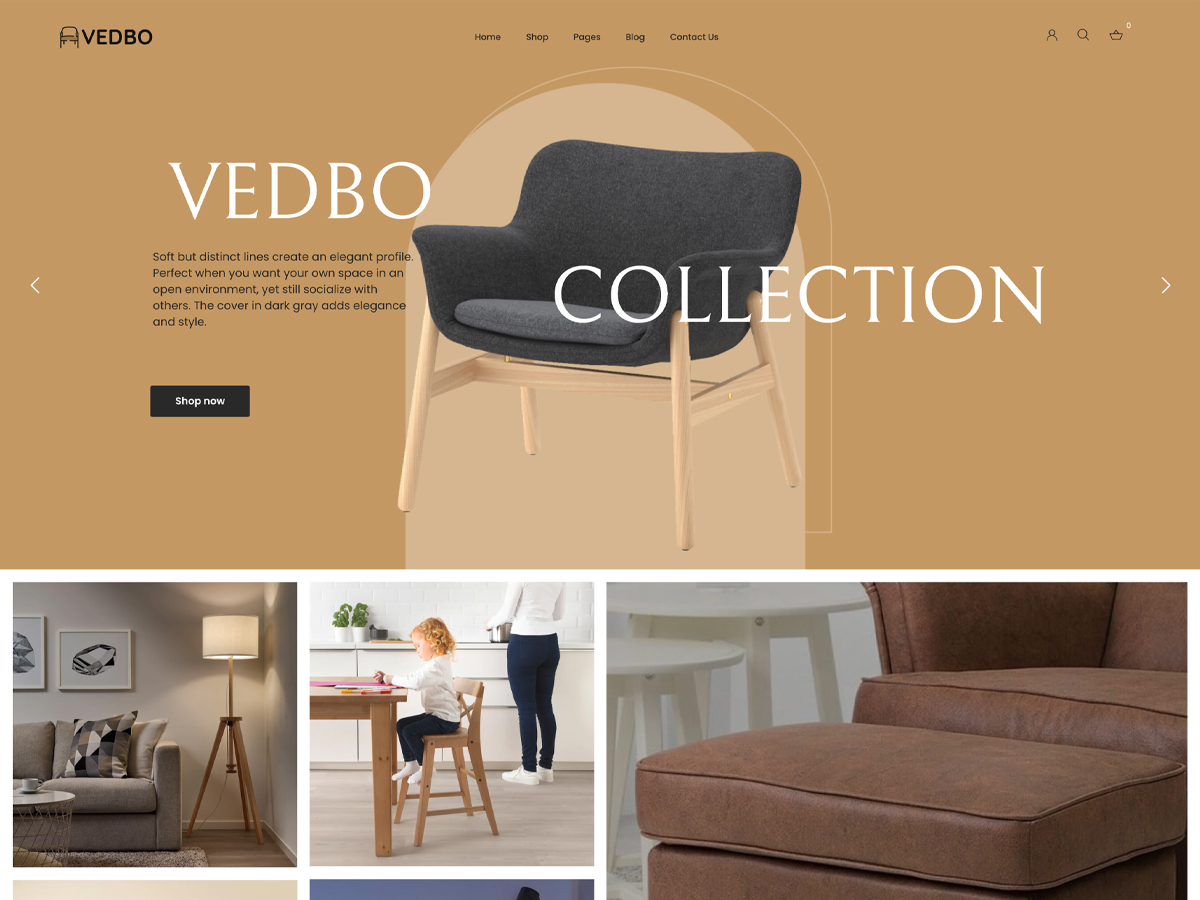 VEDBO
Home Shop Pages Blog Contact Us
0
VEDBO
Soft but distinct lines create an elegant profile.
Perfect when you want your own space in an
open environment, yet still socialize with
others. The cover in dark gray adds elegance
and style.
COLLECTION
Shop now